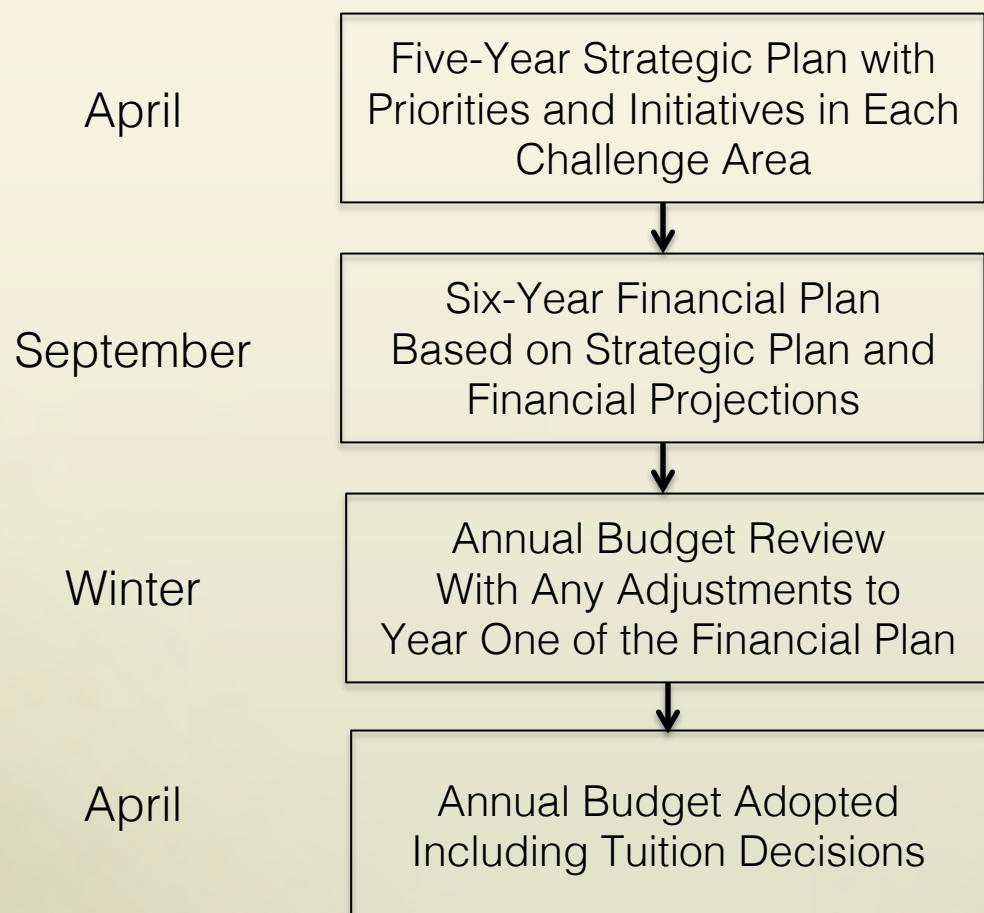 April
Five-Year Strategic Plan with
Priorities and Initiatives in Each
Challenge Area
September
Six-Year Financial Plan
Based on Strategic Plan and
Financial Projections
Winter
Annual Budget Review
With Any Adjustments to
Year One of the Financial Plan
April
Annual Budget Adopted
Including Tuition Decisions